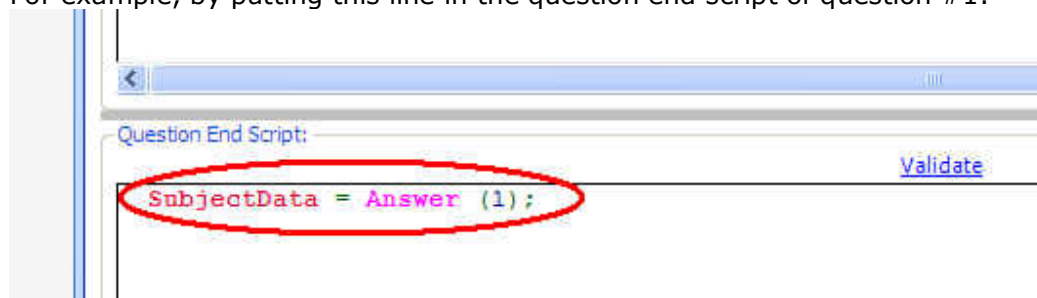 For example, by putting this line in the question end script of question #1:
Question End Script:
Validate
SubjectData = Answer (1);